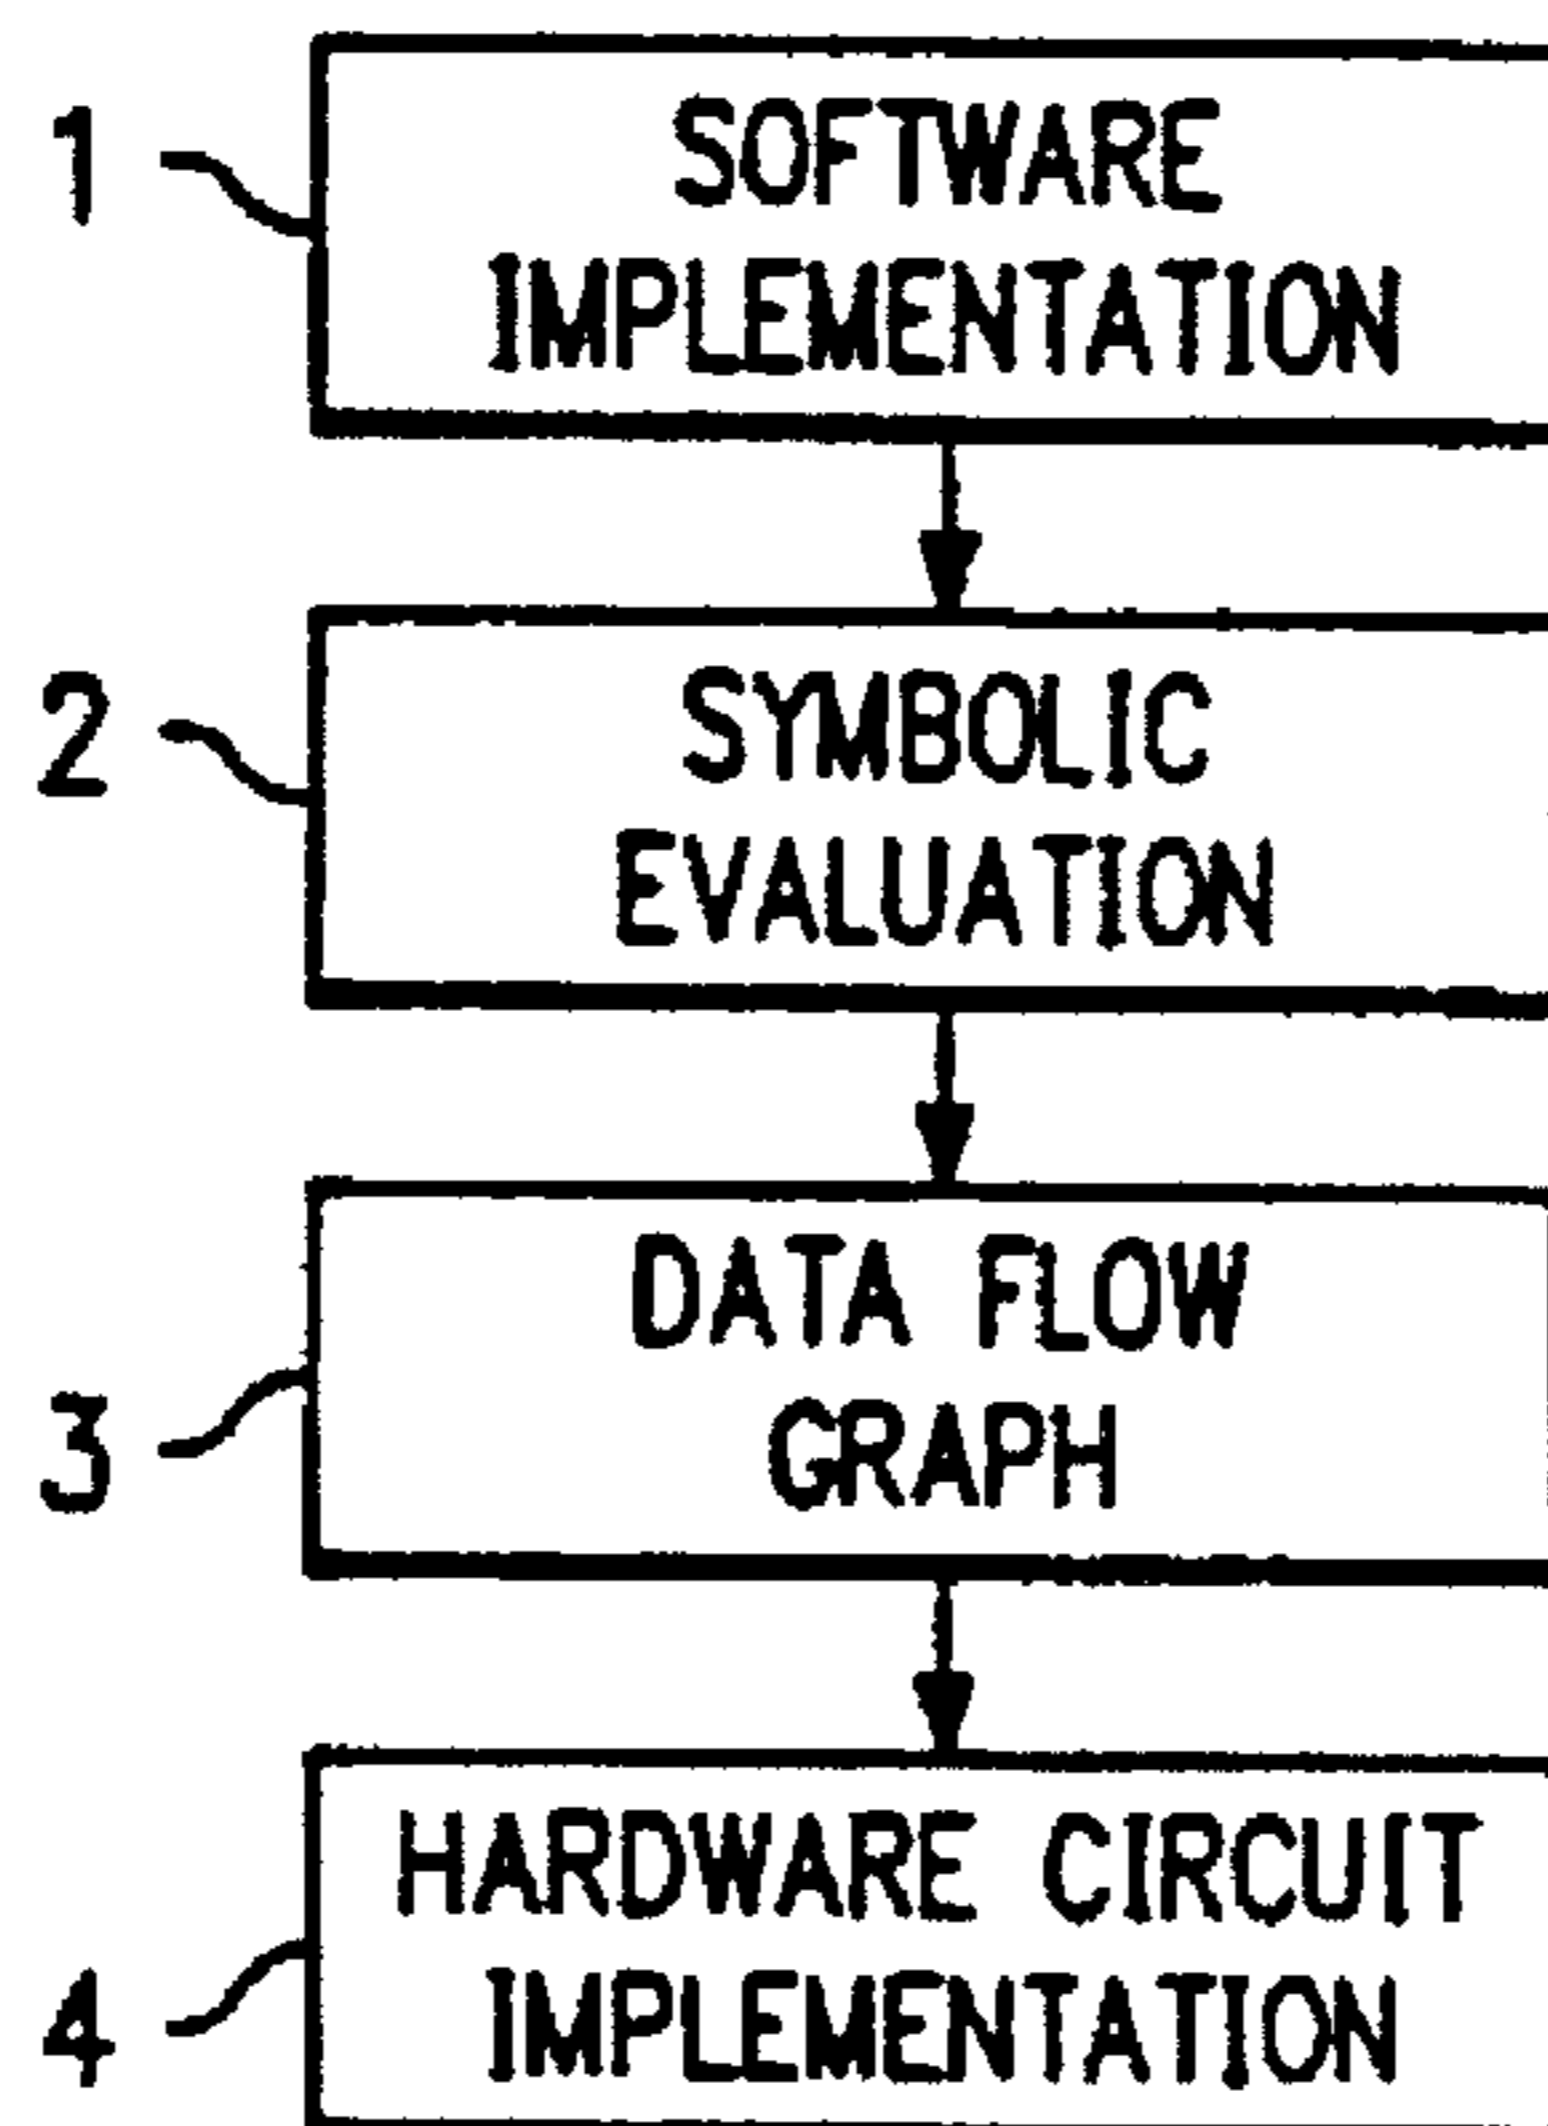 1
SOFTWARE
IMPLEMENTATION
2
SYMBOLIC
EVALUATION
3
DATA FLOW
GRAPH
4
HARDWARE CIRCUIT
IMPLEMENTATION